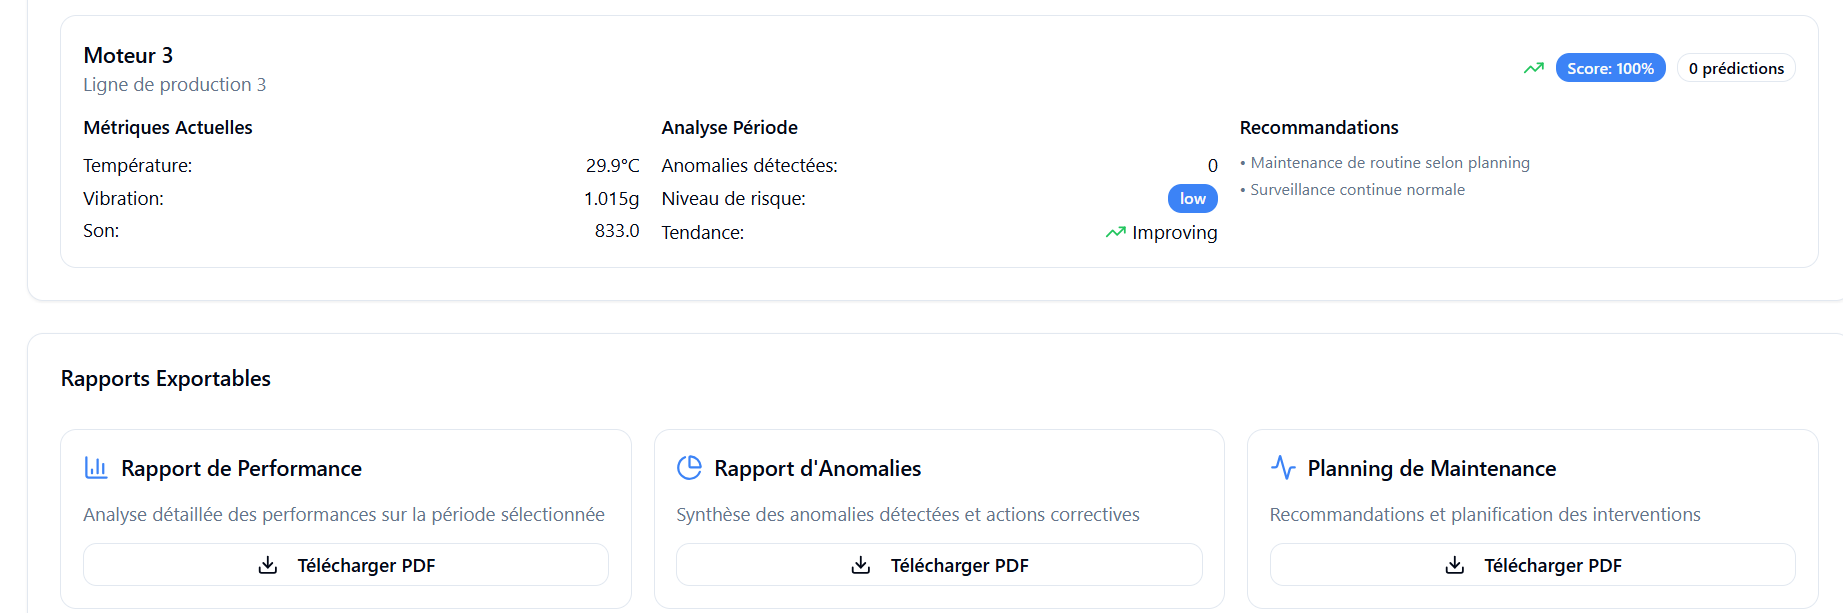 Moteur 3
Ligne de production 3
Score: 100%
0 prédictions
Métriques Actuelles
Température: 29.9°C
Vibration: 1.015g
Son: 833.0
Analyse Période
Anomalies détectées: 0
Niveau de risque: low
Tendance: Improving
Recommandations
• Maintenance de routine selon planning
• Surveillance continue normale
Rapports Exportables
Rapport de Performance
Analyse détaillée des performances sur la période sélectionnée
Télécharger PDF
Rapport d'Anomalies
Synthèse des anomalies détectées et actions correctives
Télécharger PDF
Planning de Maintenance
Recommandations et planification des interventions
Télécharger PDF